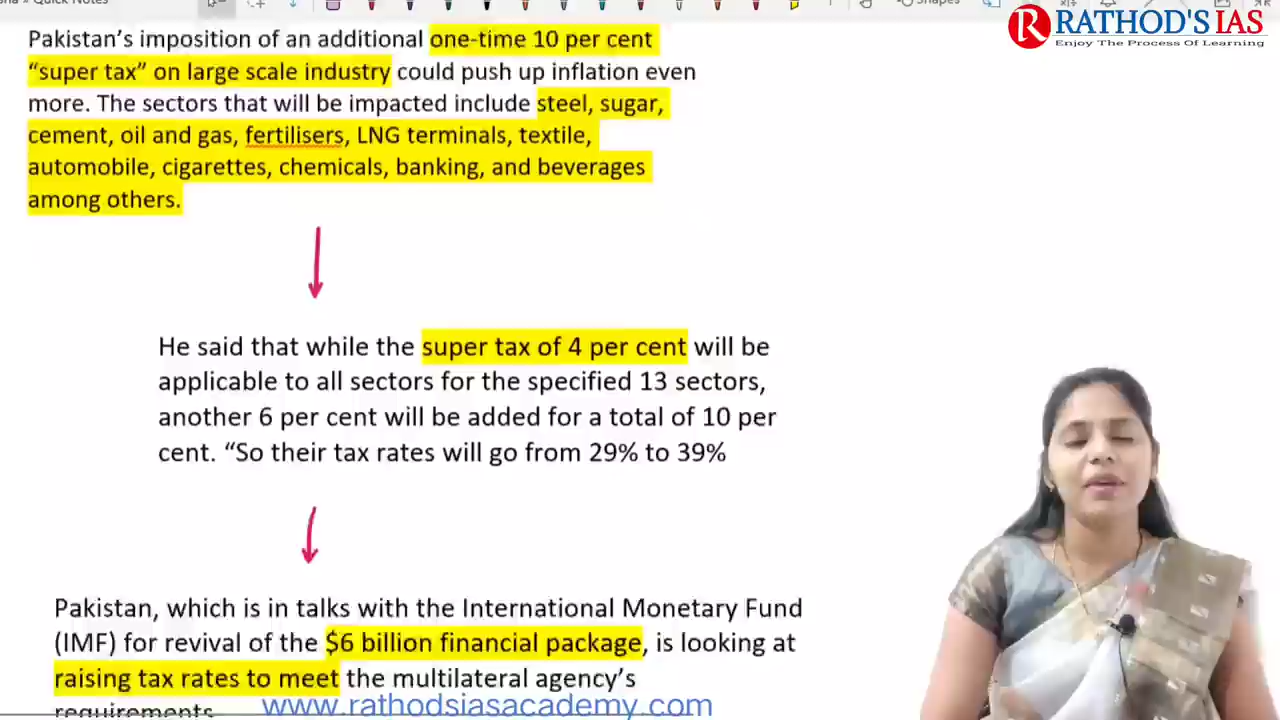 sna » Quick Notes
Shapes
RATHOD'S IAS
Enjoy The Process Of Learning
Pakistan’s imposition of an additional one-time 10 per cent
“super tax” on large scale industry could push up inflation even
more. The sectors that will be impacted include steel, sugar,
cement, oil and gas, fertilisers, LNG terminals, textile,
automobile, cigarettes, chemicals, banking, and beverages
among others.
He said that while the super tax of 4 per cent will be
applicable to all sectors for the specified 13 sectors,
another 6 per cent will be added for a total of 10 per
cent. “So their tax rates will go from 29% to 39%
Pakistan, which is in talks with the International Monetary Fund
(IMF) for revival of the $6 billion financial package, is looking at
raising tax rates to meet the multilateral agency’s
requirements
www.rathodsiasacademy.com